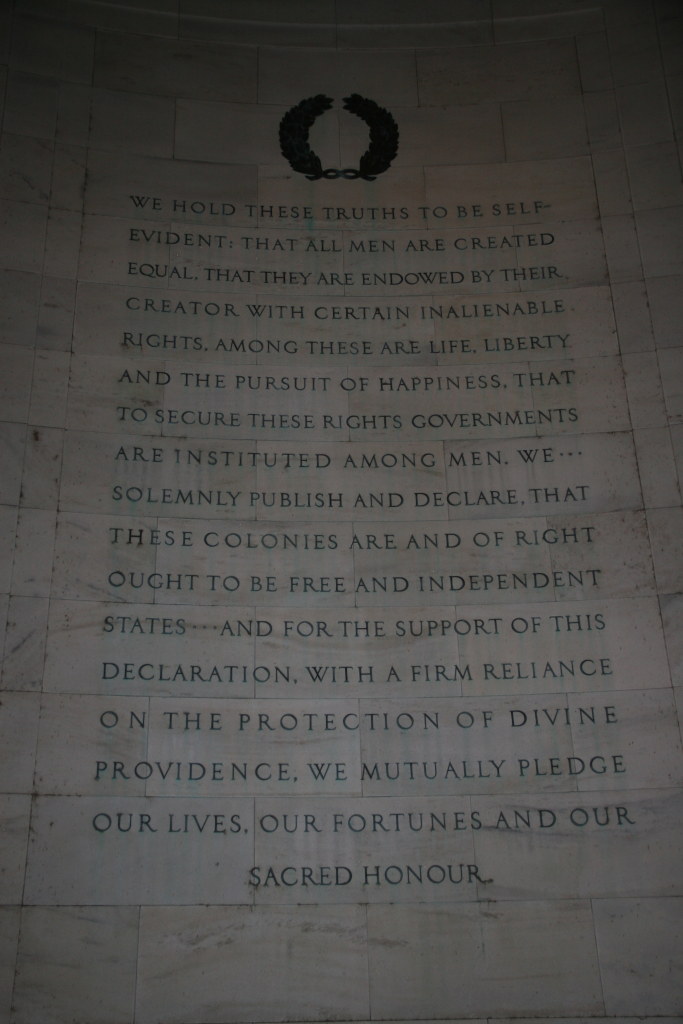 WE HOLD THESE TRUTHS TO BE SELF-
EVIDENT: THAT ALL MEN ARE CREATED
EQUAL, THAT THEY ARE ENDOWED BY THEIR
CREATOR WITH CERTAIN INALIENABLE
RIGHTS, AMONG THESE ARE LIFE, LIBERTY
AND THE PURSUIT OF HAPPINESS, THAT
TO SECURE THESE RIGHTS GOVERNMENTS
ARE INSTITUTED AMONG MEN. WE···
SOLEMNLY PUBLISH AND DECLARE, THAT
THESE COLONIES ARE AND OF RIGHT
OUGHT TO BE FREE AND INDEPENDENT
STATES···AND FOR THE SUPPORT OF THIS
DECLARATION, WITH A FIRM RELIANCE
ON THE PROTECTION OF DIVINE
PROVIDENCE, WE MUTUALLY PLEDGE
OUR LIVES, OUR FORTUNES AND OUR
SACRED HONOUR.